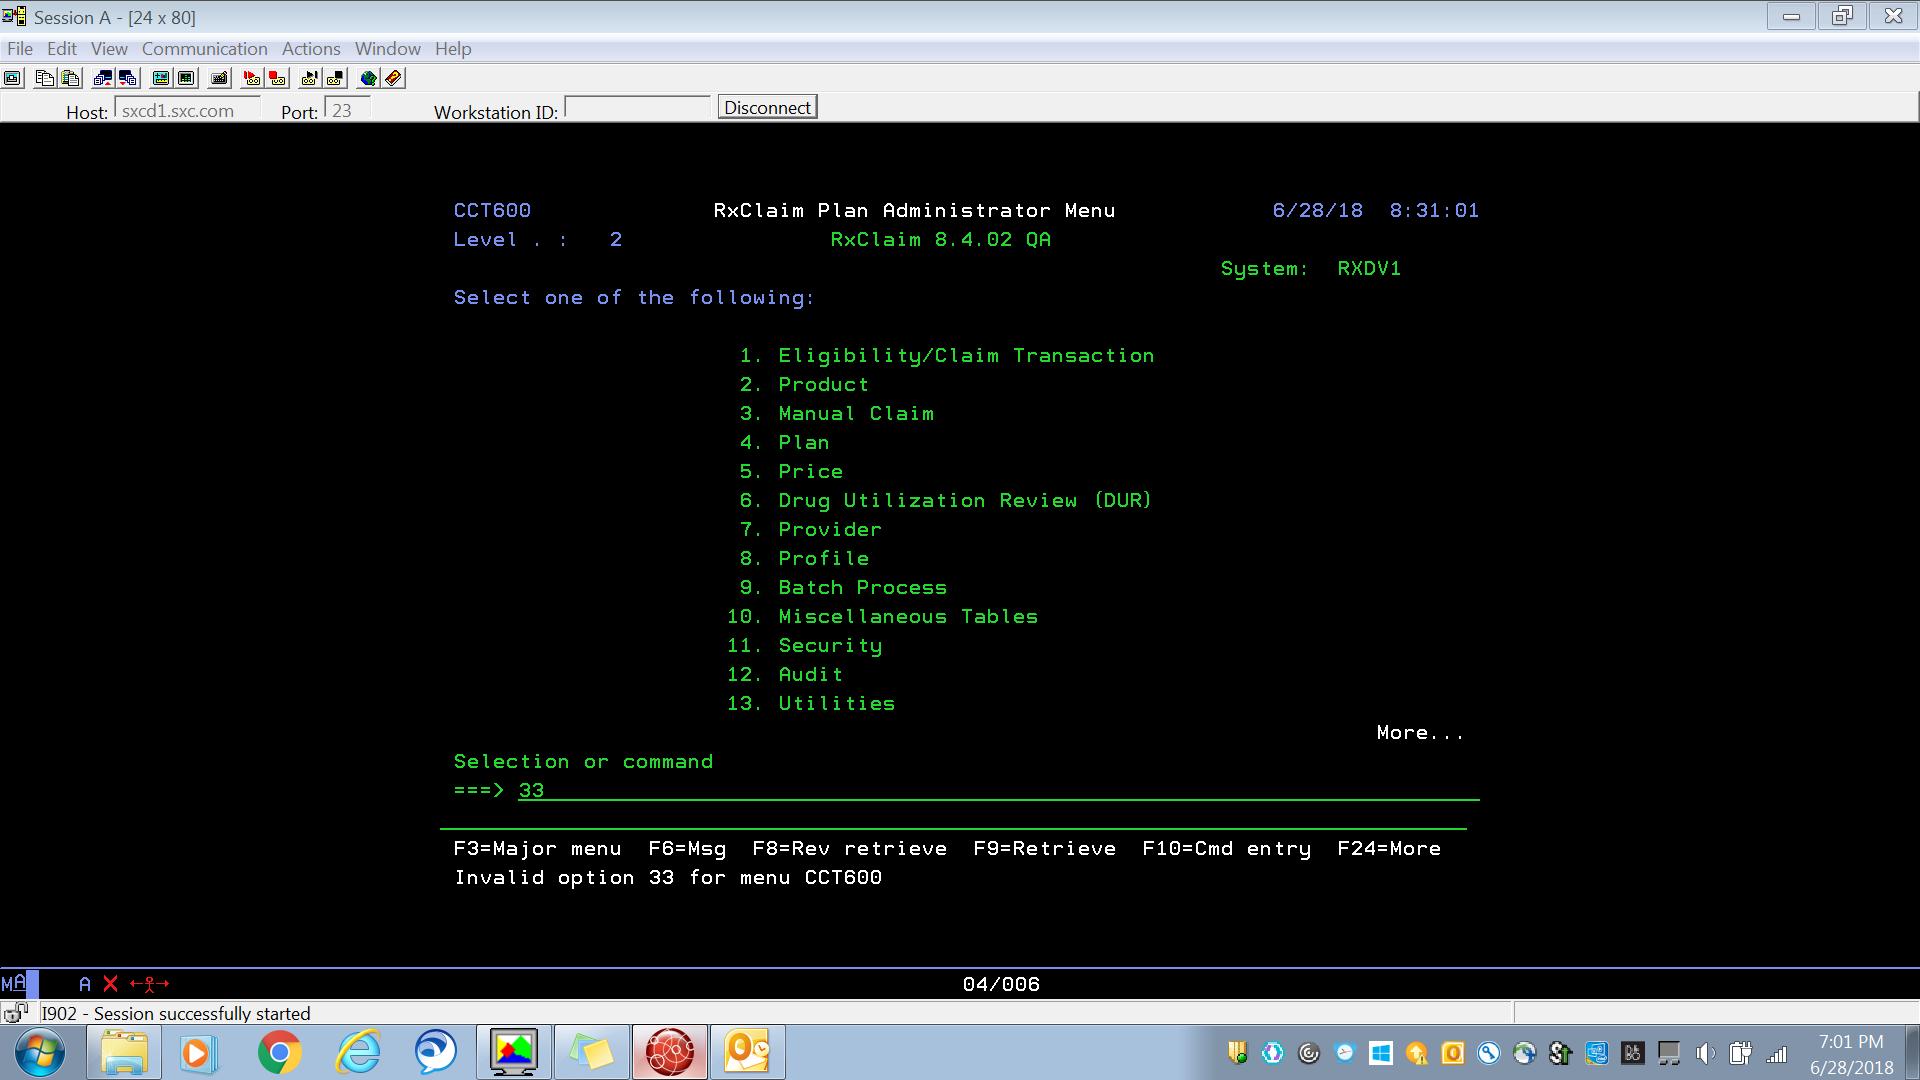 Session A - [24 x 80]
File Edit View Communication Actions Window Help
Host: sxcd1.sxc.com Port: 23 Workstation ID: Disconnect
CCT600 RxClaim Plan Administrator Menu 6/28/18 8:31:01
Level . : 2 RxClaim 8.4.02 QA
System: RXDV1
Select one of the following:
1. Eligibility/Claim Transaction
2. Product
3. Manual Claim
4. Plan
5. Price
6. Drug Utilization Review (DUR)
7. Provider
8. Profile
9. Batch Process
10. Miscellaneous Tables
11. Security
12. Audit
13. Utilities
More...
Selection or command
===> 33
F3=Major menu F6=Msg F8=Rev retrieve F9=Retrieve F10=Cmd entry F24=More
Invalid option 33 for menu CCT600
MA A X 04/006
I902 - Session successfully started
7:01 PM
6/28/2018